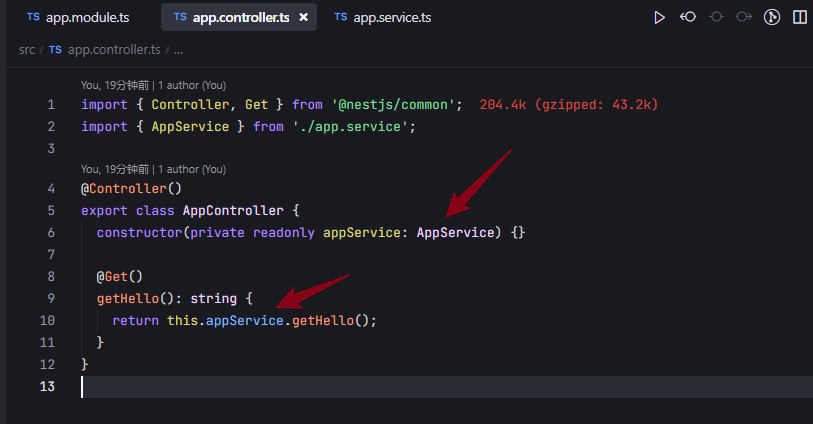 TS app.module.ts TS app.controller.ts × TS app.service.ts
src / TS app.controller.ts / ...
You, 19分钟前 | 1 author (You)
1 import { Controller, Get } from '@nestjs/common'; 204.4k (gzipped: 43.2k)
2 import { AppService } from './app.service';
3
You, 19分钟前 | 1 author (You)
4 @Controller()
5 export class AppController {
6 constructor(private readonly appService: AppService) {}
7
8 @Get()
9 getHello(): string {
10 return this.appService.getHello();
11 }
12 }
13